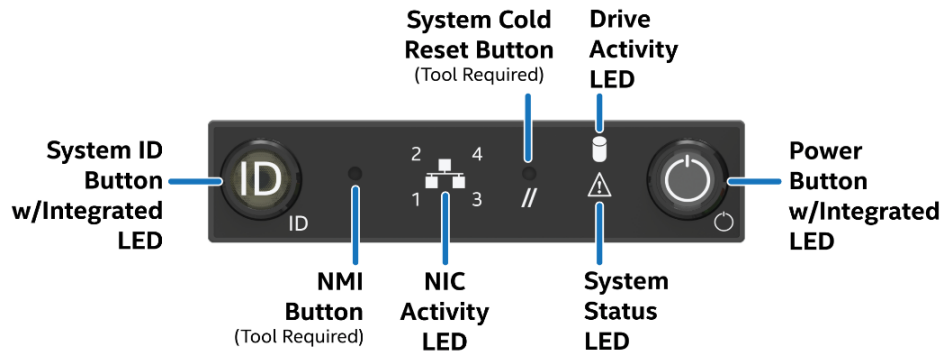 System Cold
Reset Button
(Tool Required)
Drive
Activity
LED
System ID
Button
w/Integrated
LED
ID
ID
2 4
1 3
//
Power
Button
w/Integrated
LED
NMI
Button
(Tool Required)
NIC
Activity
LED
System
Status
LED